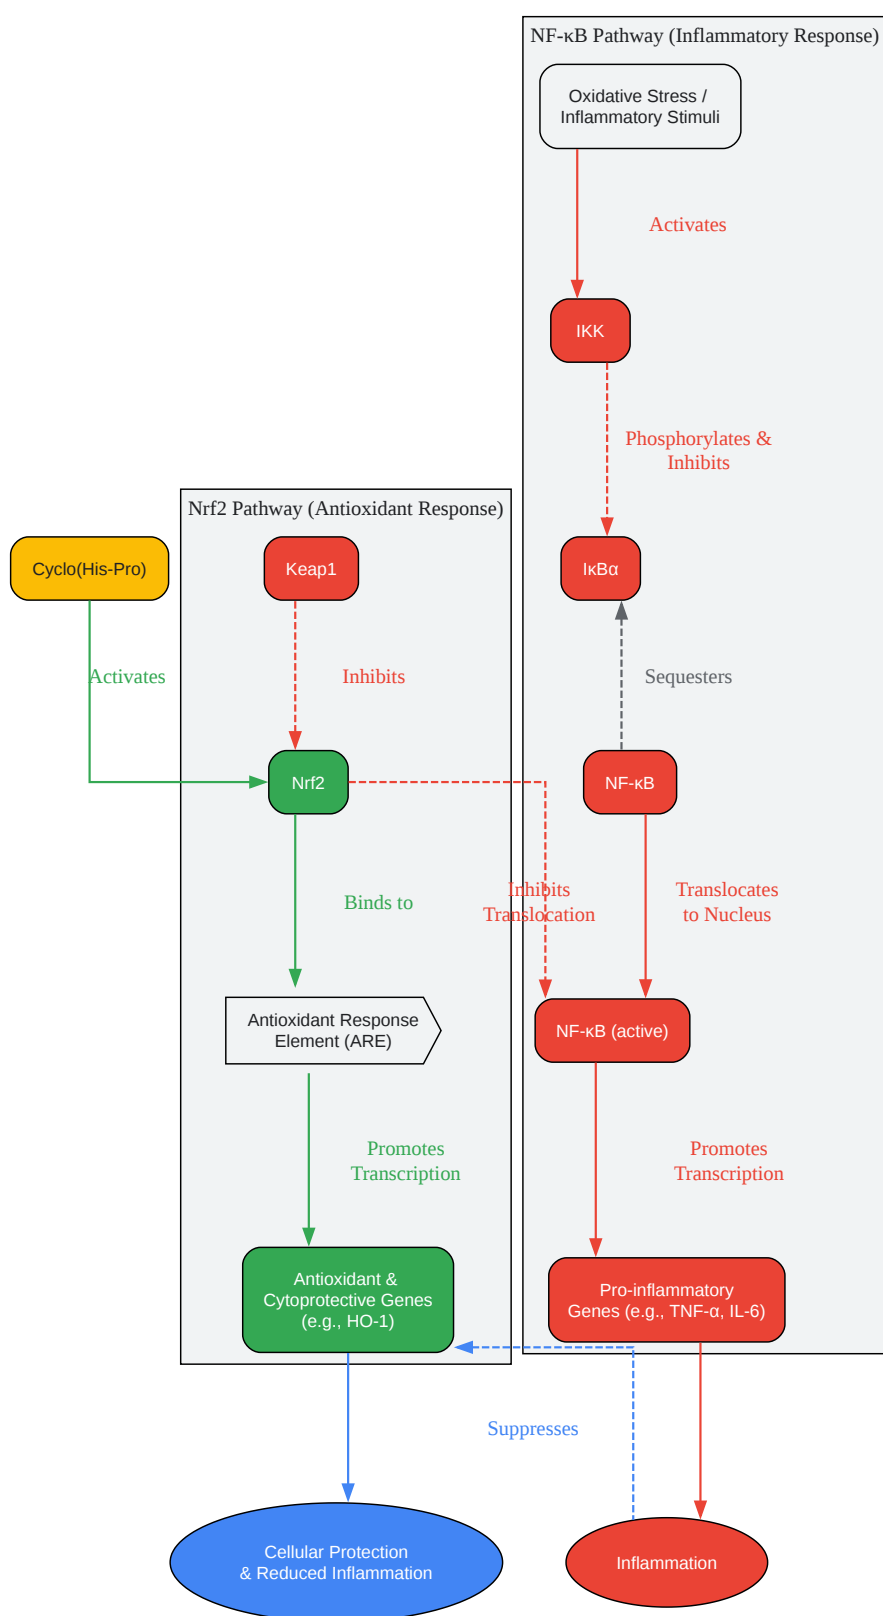 NF-κB Pathway (Inflammatory Response)
Oxidative Stress /
Inflammatory Stimuli
Activates
IKK
Phosphorylates &
Inhibits
Nrf2 Pathway (Antioxidant Response)
Cyclo(His-Pro)
Keap1
IκBα
Activates
Inhibits
Sequesters
Nrf2
NF-κB
Binds to
Inhibits
Translocation
Translocates
to Nucleus
Antioxidant Response
Element (ARE)
NF-κB (active)
Promotes
Transcription
Promotes
Transcription
Antioxidant &
Cytoprotective Genes
(e.g., HO-1)
Pro-inflammatory
Genes (e.g., TNF-α, IL-6)
Suppresses
Cellular Protection
& Reduced Inflammation
Inflammation